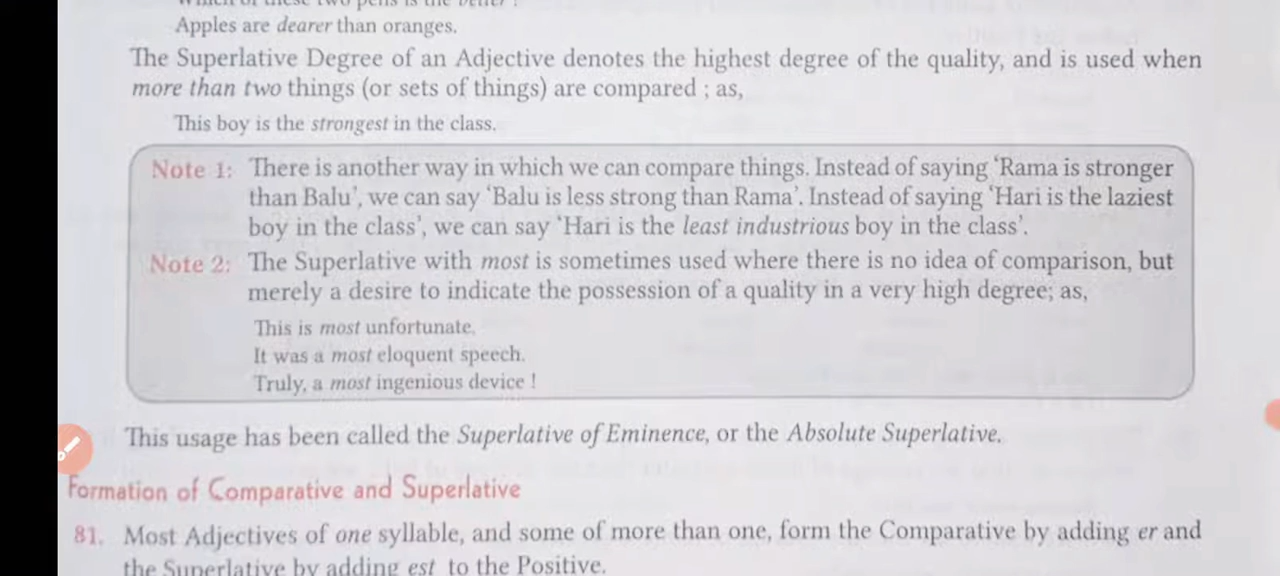 Which of these two pens is the better ?
Apples are dearer than oranges.
The Superlative Degree of an Adjective denotes the highest degree of the quality, and is used when
more than two things (or sets of things) are compared ; as,
This boy is the strongest in the class.
Note 1: There is another way in which we can compare things. Instead of saying ‘Rama is stronger
than Balu’, we can say ‘Balu is less strong than Rama’. Instead of saying ‘Hari is the laziest
boy in the class’, we can say ‘Hari is the least industrious boy in the class’.
Note 2: The Superlative with most is sometimes used where there is no idea of comparison, but
merely a desire to indicate the possession of a quality in a very high degree; as,
This is most unfortunate.
It was a most eloquent speech.
Truly, a most ingenious device !
This usage has been called the Superlative of Eminence, or the Absolute Superlative.
Formation of Comparative and Superlative
81. Most Adjectives of one syllable, and some of more than one, form the Comparative by adding er and
the Superlative by adding est to the Positive.